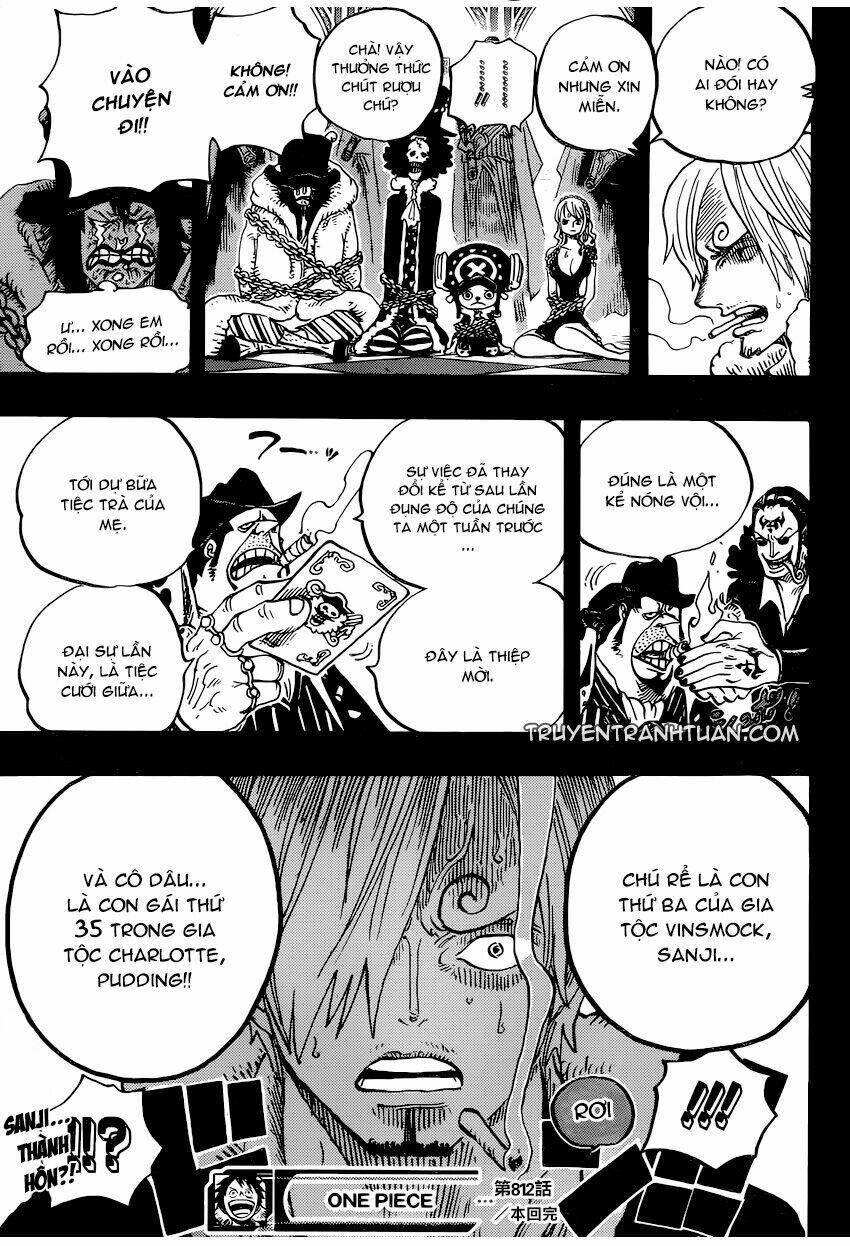 NÀO! CÓ
AI ĐÓI HAY
KHÔNG?
CẢM ƠN
NHƯNG XIN
MIỄN.
CHÀ! VẬY
THƯỞNG THỨC
CHÚT RƯỢU
CHỨ?
KHÔNG!
CẢM ƠN!!
VÀO
CHUYỆN
ĐI!!
Ư... XONG EM
RỒI... XONG RỒI...
ĐÚNG LÀ MỘT
KẺ NÓNG VỘI...
SỰ VIỆC ĐÃ THAY
ĐỔI KỂ TỪ SAU LẦN
ĐỤNG ĐỘ CỦA CHÚNG
TA MỘT TUẦN TRƯỚC
...
ĐÂY LÀ THIỆP
MỜI.
フー
TỚI DỰ BỮA
TIỆC TRÀ CỦA
MẸ.
ĐẠI SỰ LẦN
NÀY, LÀ TIỆC
CƯỚI GIỮA...
TRUYENTRANHTUAN.COM
CHÚ RỂ LÀ CON
THỨ BA CỦA GIA
TỘC VINSMOCK,
SANJI...
VÀ CÔ DÂU...
LÀ CON GÁI THỨ
35 TRONG GIA
TỘC CHARLOTTE,
PUDDING!!
!!!
RƠI
SANJI...
THÀNH
HÔN?!
!!?
ONE PIECE
...
第812話
／本回完